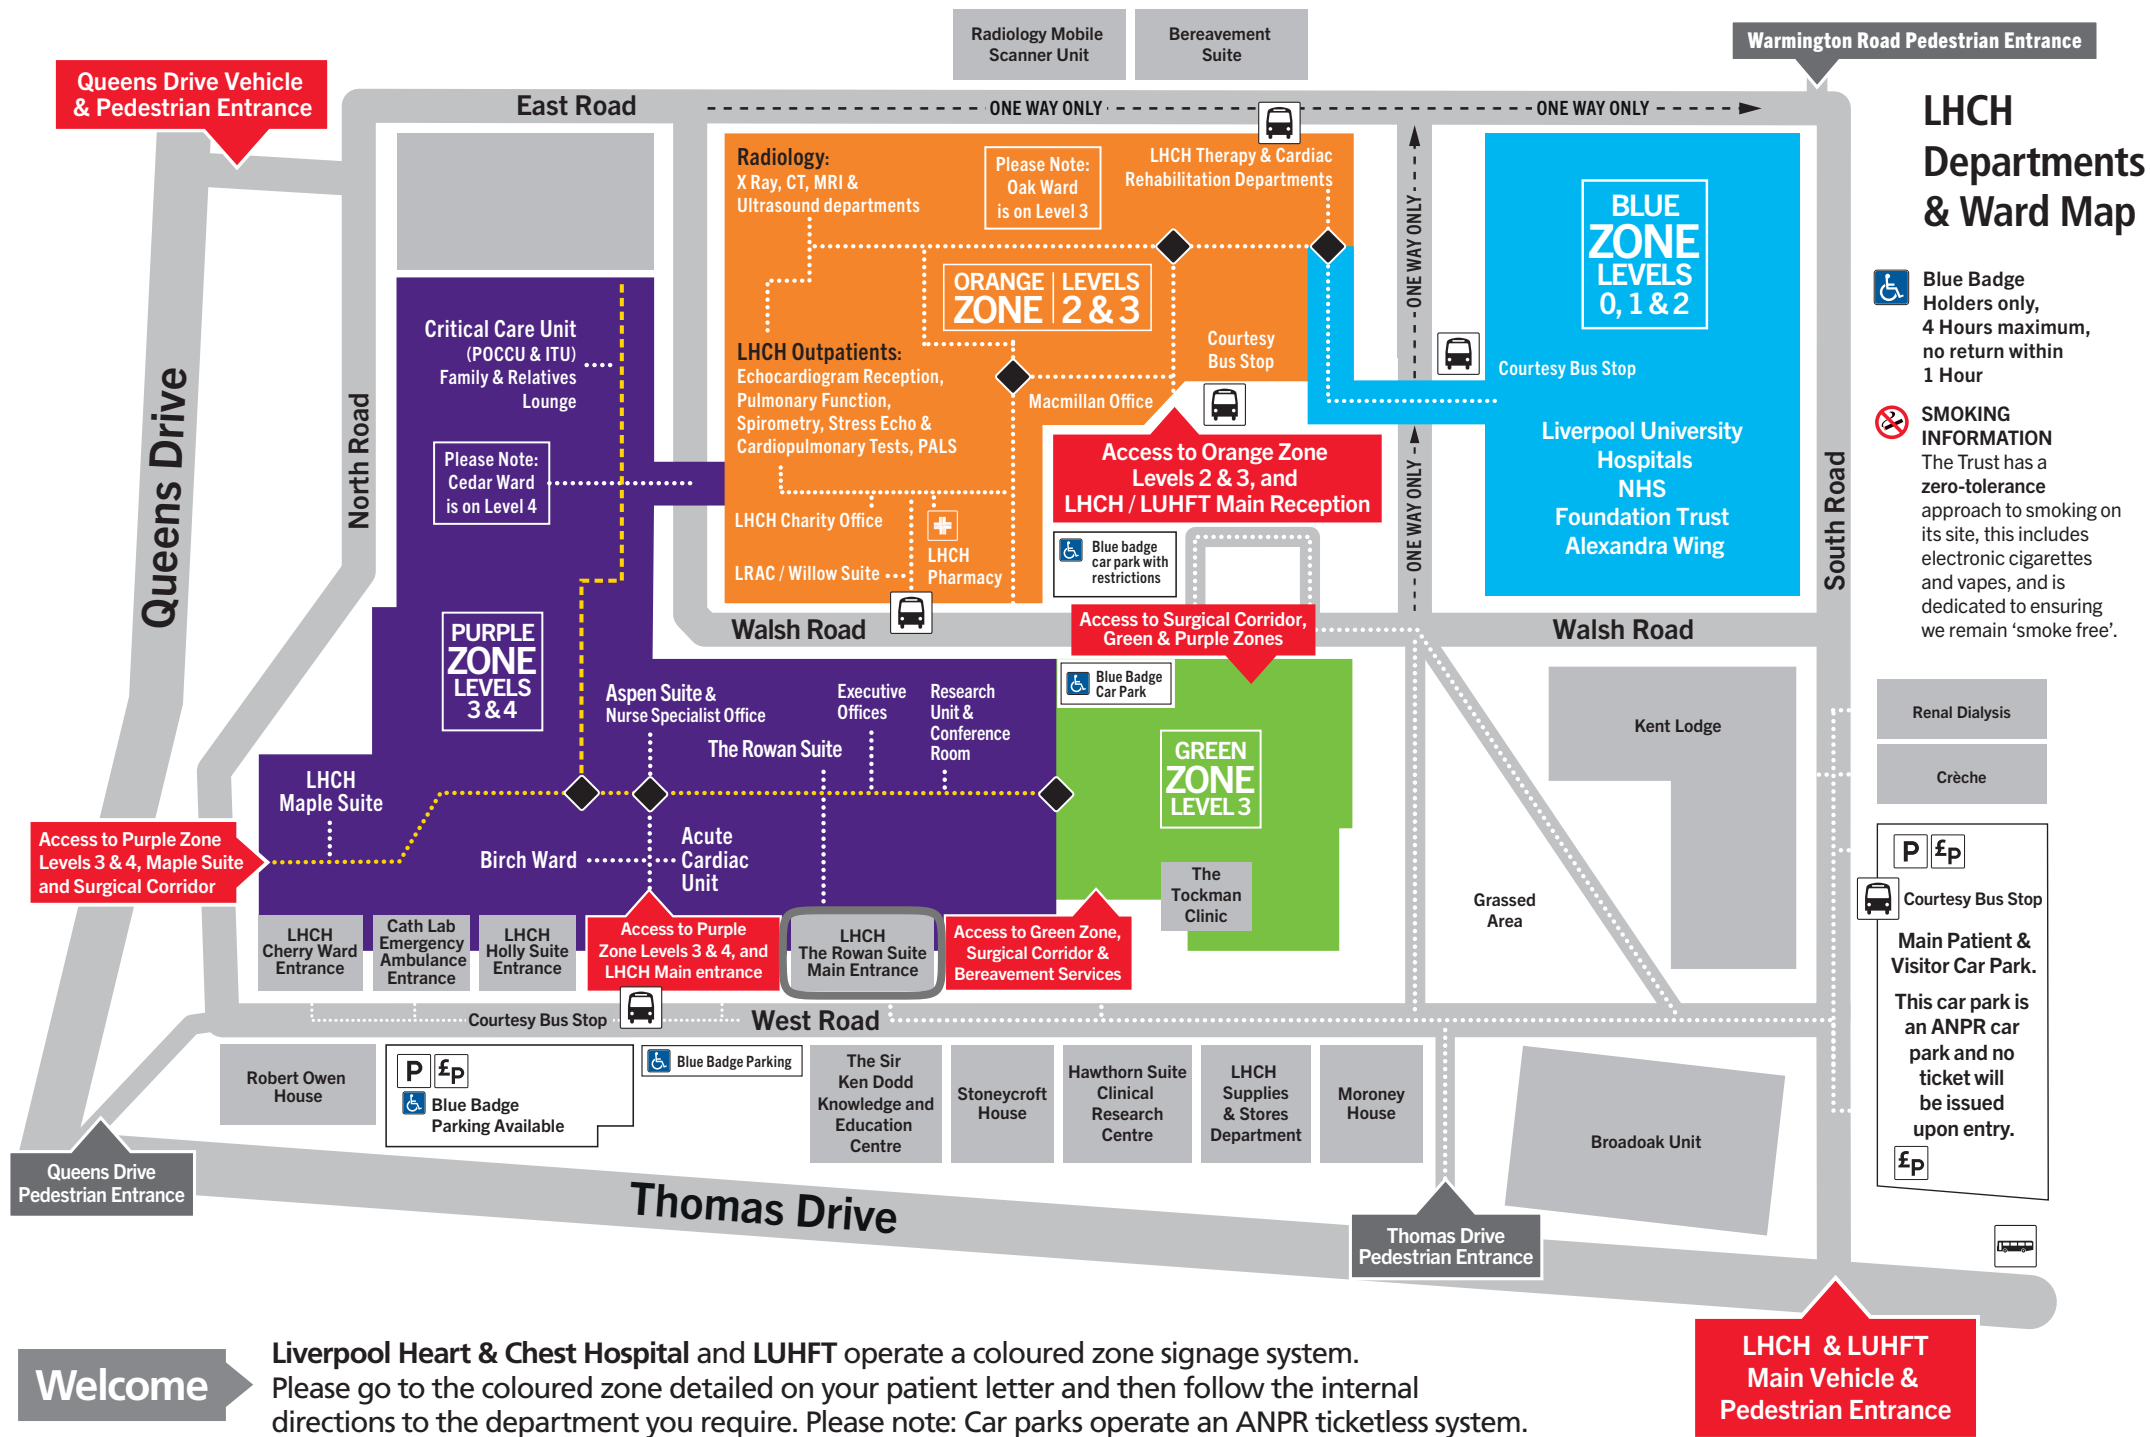 Radiology Mobile
Scanner Unit
Bereavement
Suite
Warmington Road Pedestrian Entrance
Queens Drive Vehicle
& Pedestrian Entrance
East Road
ONE WAY ONLY
ONE WAY ONLY
LHCH
Departments
& Ward Map
Radiology:
X Ray, CT, MRI &
Ultrasound departments
Please Note:
Oak Ward
is on Level 3
LHCH Therapy & Cardiac
Rehabilitation Departments
ONE WAY ONLY
BLUE
ZONE
LEVELS
0, 1 & 2
Blue Badge
Holders only,
4 Hours maximum,
no return within
1 Hour
ORANGE
ZONE
LEVELS
2 & 3
Critical Care Unit
(POCCU & ITU)
Family & Relatives
Lounge
LHCH Outpatients:
Echocardiogram Reception,
Pulmonary Function,
Spirometry, Stress Echo &
Cardiopulmonary Tests, PALS
Courtesy
Bus Stop
Macmillan Office
Courtesy Bus Stop
SMOKING
INFORMATION
The Trust has a
zero-tolerance
approach to smoking on
its site, this includes
electronic cigarettes
and vapes, and is
dedicated to ensuring
we remain ‘smoke free’.
Queens Drive
North Road
Please Note:
Cedar Ward
is on Level 4
Access to Orange Zone
Levels 2 & 3, and
LHCH / LUHFT Main Reception
ONE WAY ONLY
Liverpool University
Hospitals
NHS
Foundation Trust
Alexandra Wing
South Road
LHCH Charity Office
LHCH
Pharmacy
LRAC / Willow Suite
Blue badge
car park with
restrictions
Walsh Road
Access to Surgical Corridor,
Green & Purple Zones
Walsh Road
PURPLE
ZONE
LEVELS
3 & 4
Aspen Suite &
Nurse Specialist Office
The Rowan Suite
Executive
Offices
Research
Unit &
Conference
Room
Blue Badge
Car Park
GREEN
ZONE
LEVEL 3
Kent Lodge
Renal Dialysis
Crèche
LHCH
Maple Suite
Access to Purple Zone
Levels 3 & 4, Maple Suite
and Surgical Corridor
Birch Ward
Acute
Cardiac
Unit
The
Tockman
Clinic
Grassed
Area
P
£P
Courtesy Bus Stop
Main Patient &
Visitor Car Park.
This car park is
an ANPR car
park and no
ticket will
be issued
upon entry.
£P
LHCH
Cherry Ward
Entrance
Cath Lab
Emergency
Ambulance
Entrance
LHCH
Holly Suite
Entrance
Access to Purple
Zone Levels 3 & 4, and
LHCH Main entrance
LHCH
The Rowan Suite
Main Entrance
Access to Green Zone,
Surgical Corridor &
Bereavement Services
Courtesy Bus Stop
West Road
Robert Owen
House
P
£P
Blue Badge
Parking Available
Blue Badge Parking
The Sir
Ken Dodd
Knowledge and
Education
Centre
Stoneycroft
House
Hawthorn Suite
Clinical
Research
Centre
LHCH
Supplies
& Stores
Department
Moroney
House
Broadoak Unit
Queens Drive
Pedestrian Entrance
Thomas Drive
Thomas Drive
Pedestrian Entrance
LHCH & LUHFT
Main Vehicle &
Pedestrian Entrance
Welcome
Liverpool Heart & Chest Hospital and LUHFT operate a coloured zone signage system.
Please go to the coloured zone detailed on your patient letter and then follow the internal
directions to the department you require. Please note: Car parks operate an ANPR ticketless system.